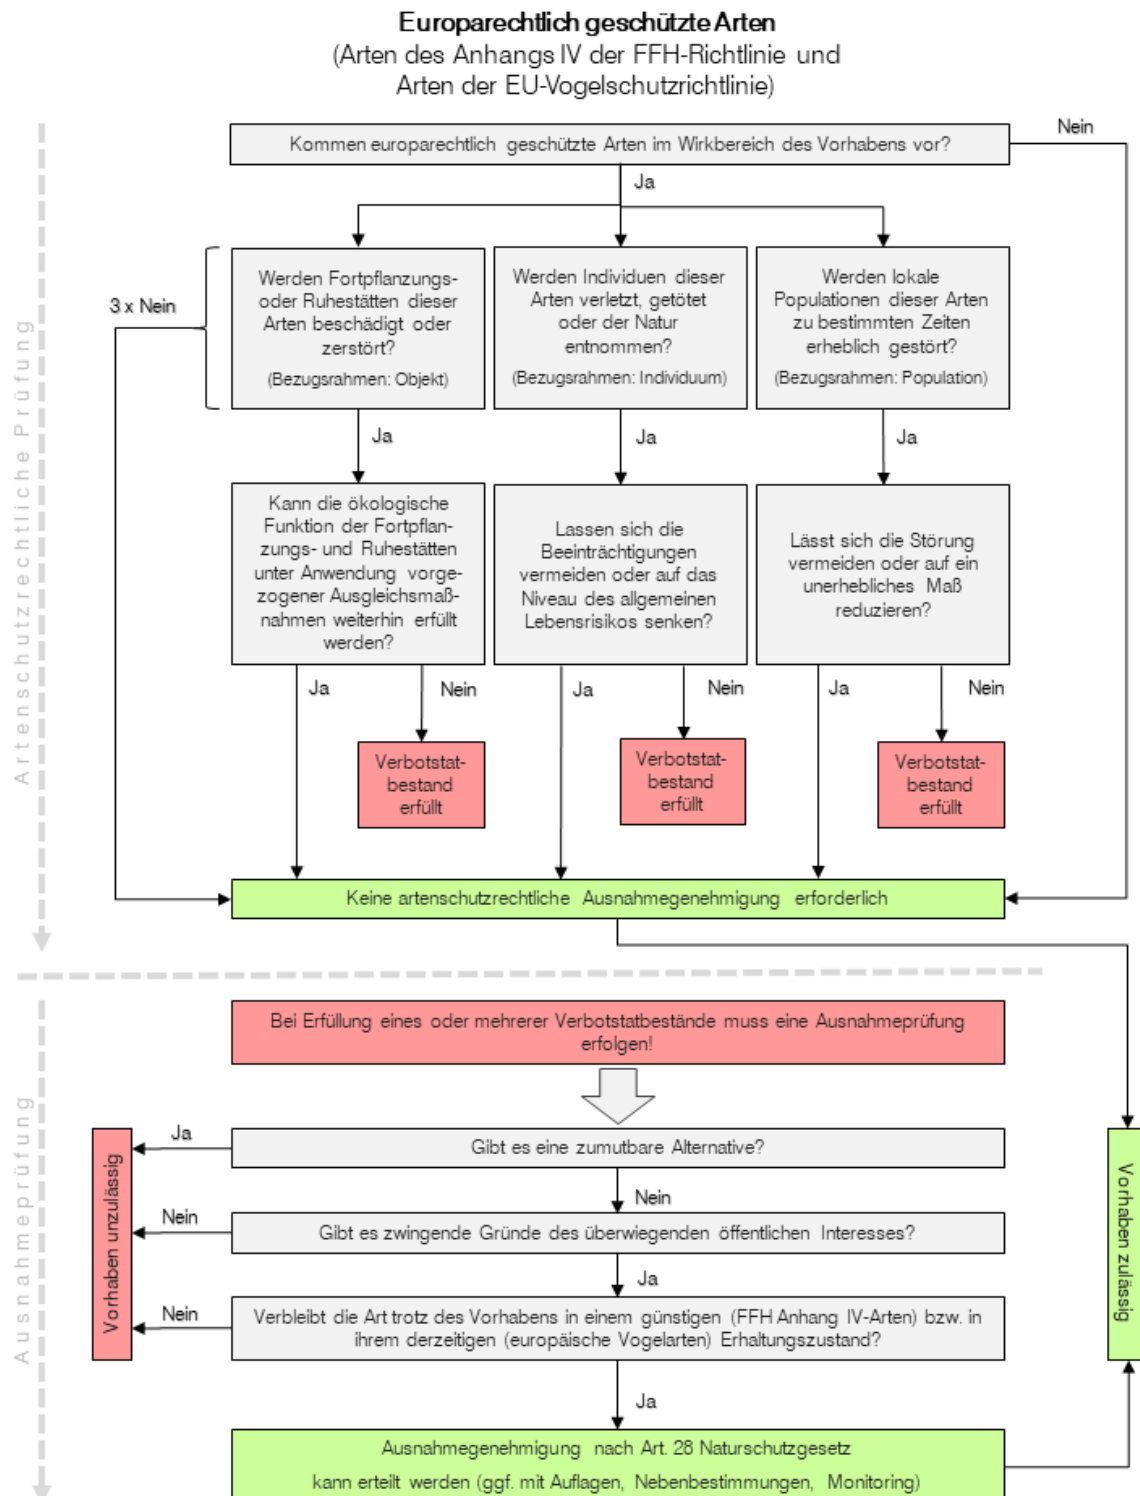 Europarechtlich geschützte Arten
(Arten des Anhangs IV der FFH-Richtlinie und
Arten der EU-Vogelschutzrichtlinie)
Artenschutzrechtliche Prüfung
Kommen europarechtlich geschützte Arten im Wirkbereich des Vorhabens vor?
Nein
Ja
3 x Nein
Werden Fortpflanzungs-
oder Ruhestätten dieser
Arten beschädigt oder
zerstört?
(Bezugsrahmen: Objekt)
Werden Individuen dieser
Arten verletzt, getötet
oder der Natur
entnommen?
(Bezugsrahmen: Individuum)
Werden lokale
Populationen dieser Arten
zu bestimmten Zeiten
erheblich gestört?
(Bezugsrahmen: Population)
Ja
Ja
Ja
Kann die ökologische
Funktion der Fortpflan-
zungs- und Ruhestätten
unter Anwendung vorge-
zogener Ausgleichsmaß-
nahmen weiterhin erfüllt
werden?
Lassen sich die
Beeinträchtigungen
vermeiden oder auf das
Niveau des allgemeinen
Lebensrisikos senken?
Lässt sich die Störung
vermeiden oder auf ein
unerhebliches Maß
reduzieren?
Ja
Nein
Ja
Nein
Ja
Nein
Verbotstat-
bestand
erfüllt
Verbotstat-
bestand
erfüllt
Verbotstat-
bestand
erfüllt
Keine artenschutzrechtliche Ausnahmegenehmigung erforderlich
Ausnahmeprüfung
Bei Erfüllung eines oder mehrerer Verbotstatbestände muss eine Ausnahmeprüfung
erfolgen!
Ja
Gibt es eine zumutbare Alternative?
Nein
Vorhaben unzulässig
Vorhaben zulässig
Nein
Gibt es zwingende Gründe des überwiegenden öffentlichen Interesses?
Ja
Nein
Verbleibt die Art trotz des Vorhabens in einem günstigen (FFH Anhang IV-Arten) bzw. in
ihrem derzeitigen (europäische Vogelarten) Erhaltungszustand?
Ja
Ausnahmegenehmigung nach Art. 28 Naturschutzgesetz
kann erteilt werden (ggf. mit Auflagen, Nebenbestimmungen, Monitoring)